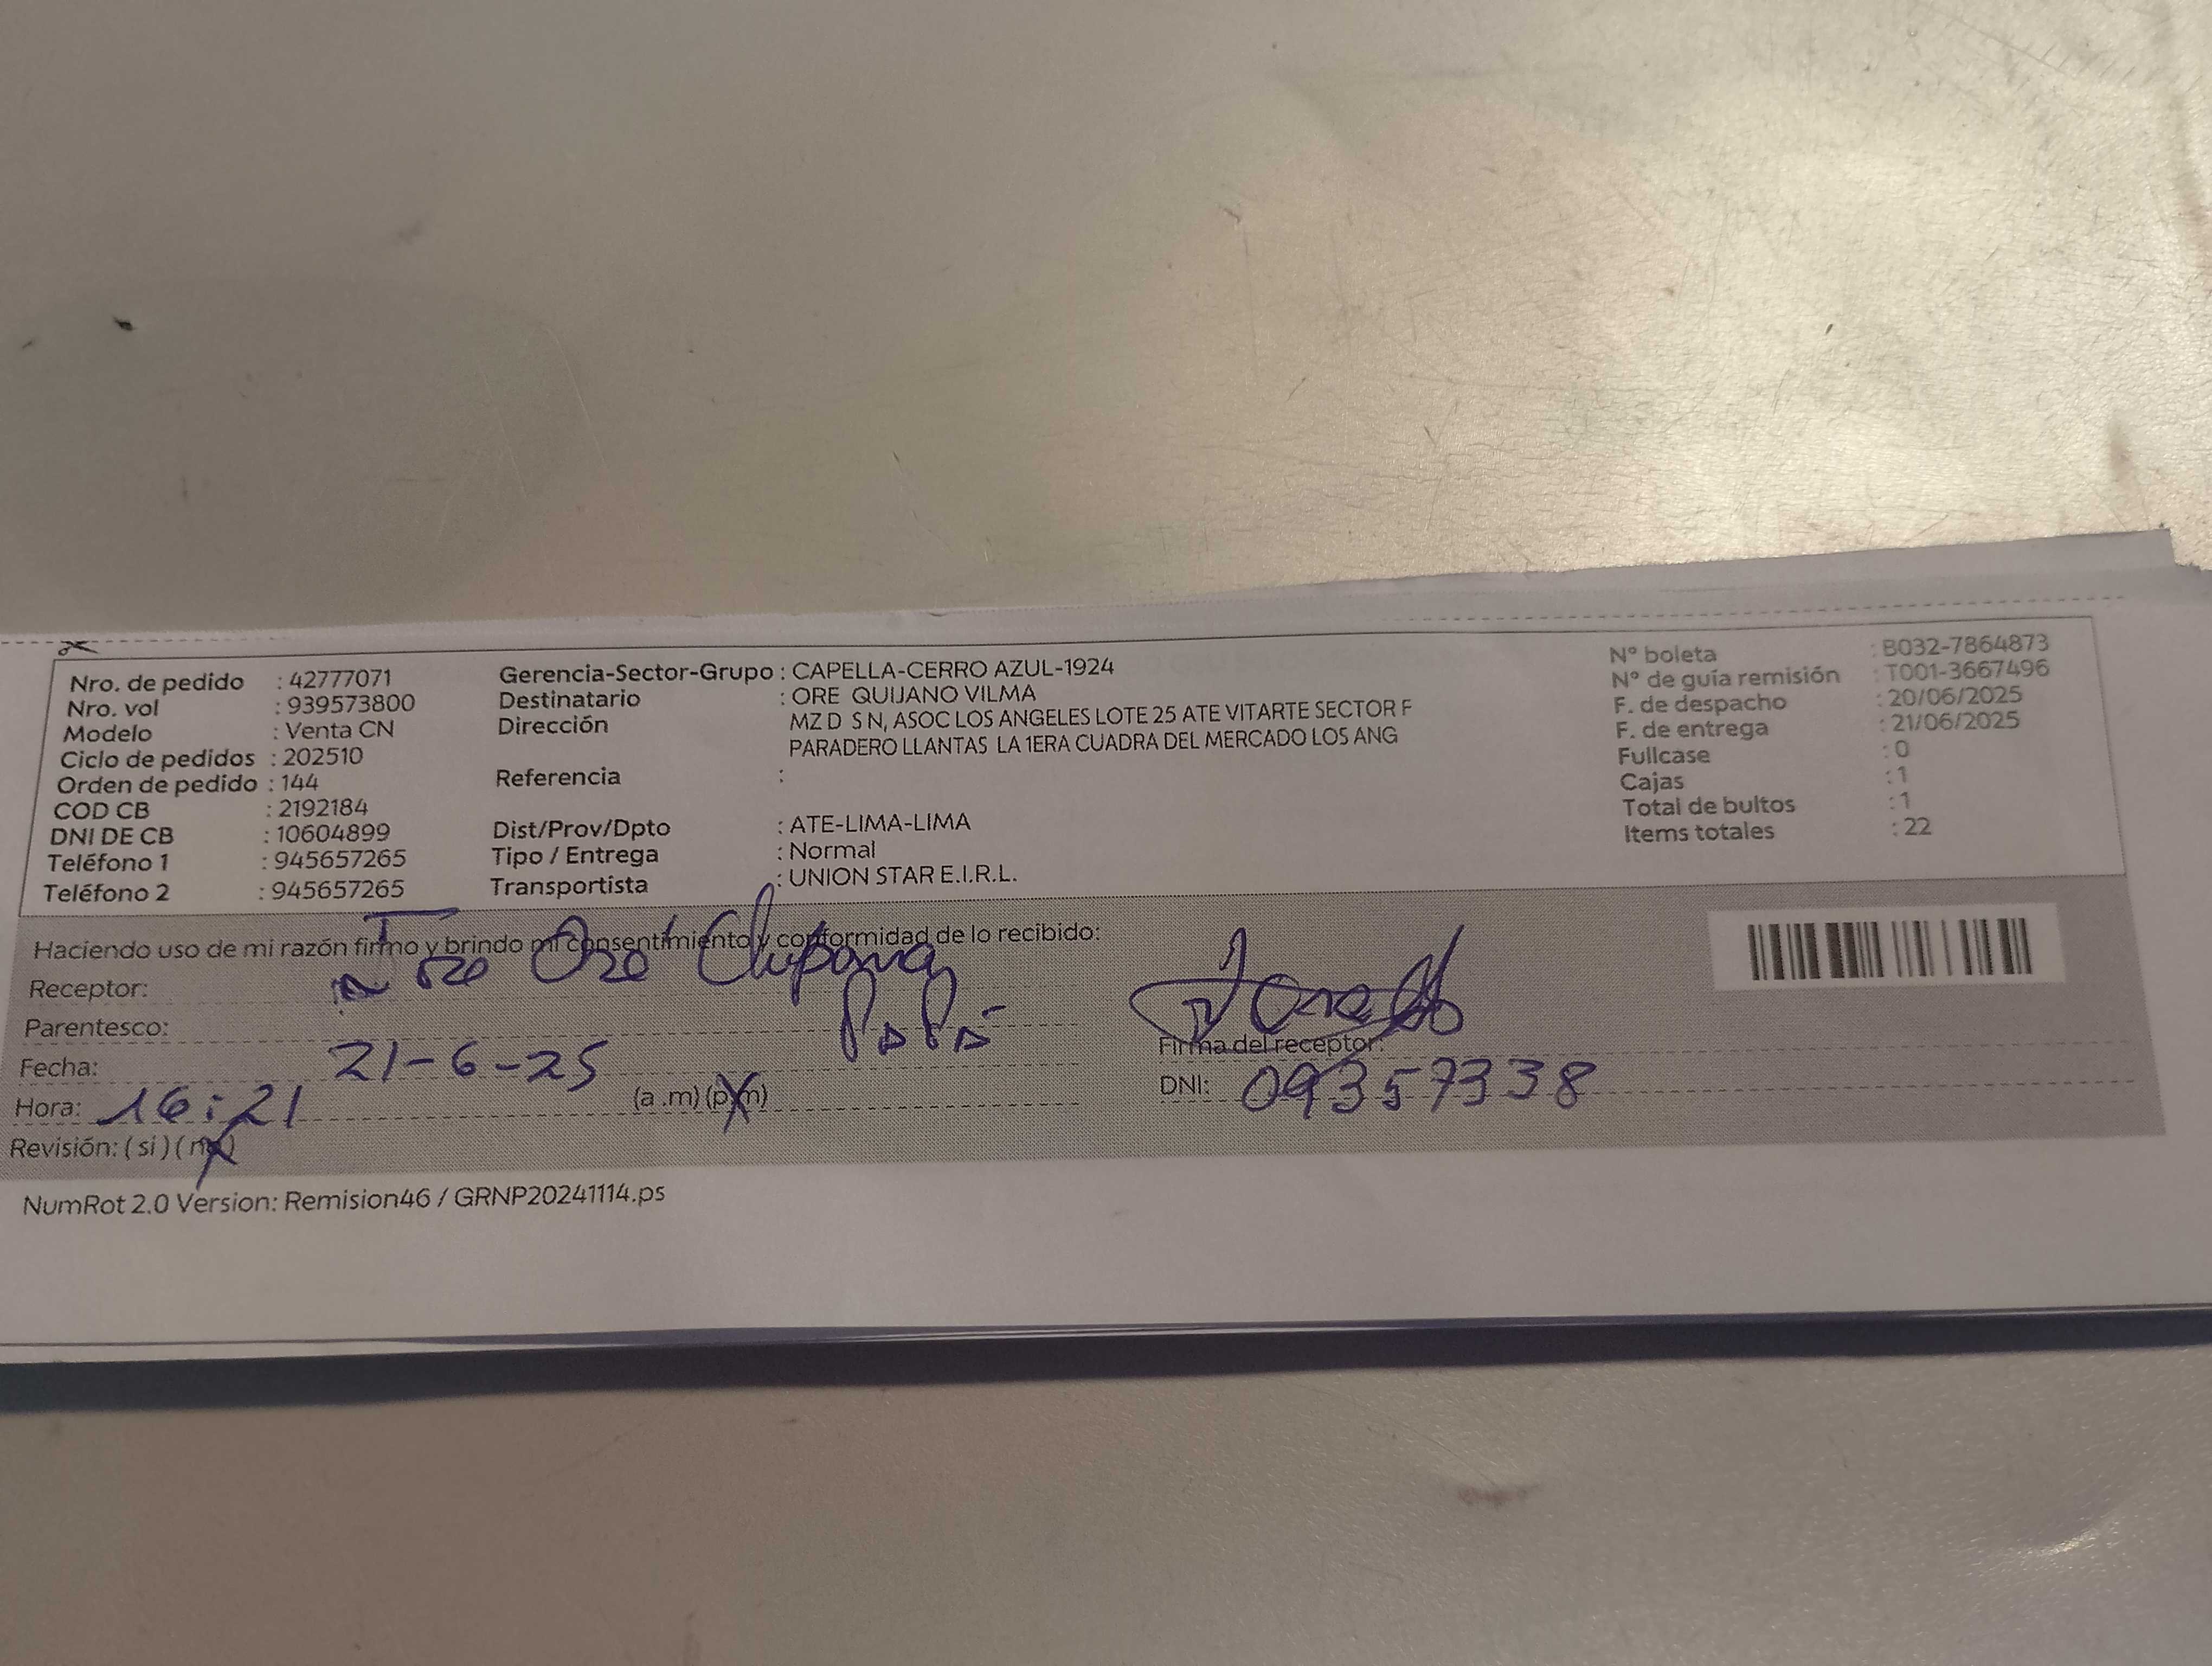 Nro. de pedido : 42777071
Nro. vol : 939573800
Modelo : Venta CN
Ciclo de pedidos : 202510
Orden de pedido : 144
COD CB : 2192184
DNI DE CB : 10604899
Teléfono 1 : 945657265
Teléfono 2 : 945657265
Gerencia-Sector-Grupo : CAPELLA-CERRO AZUL-1924
Destinatario : ORE QUIJANO VILMA
Dirección MZ D S N, ASOC LOS ANGELES LOTE 25 ATE VITARTE SECTOR F
PARADERO LLANTAS LA 1ERA CUADRA DEL MERCADO LOS ANG
Referencia :
Dist/Prov/Dpto : ATE-LIMA-LIMA
Tipo / Entrega : Normal
Transportista : UNION STAR E.I.R.L.
N° boleta : B032-7864873
N° de guía remisión : T001-3667496
F. de despacho : 20/06/2025
F. de entrega : 21/06/2025
Fullcase : 0
Cajas : 1
Total de bultos : 1
Items totales : 22
Haciendo uso de mi razón firmo y brindo mi consentimiento y conformidad de lo recibido:
Receptor: Oré
Parentesco: PAPÁ
Fecha: 21-6-25
Hora: 16:21 (a .m) (p.m)
Revisión: ( si ) ( no )
Firma del receptor:
DNI: 09357338
NumRot 2.0 Version: Remision46 / GRNP20241114.ps